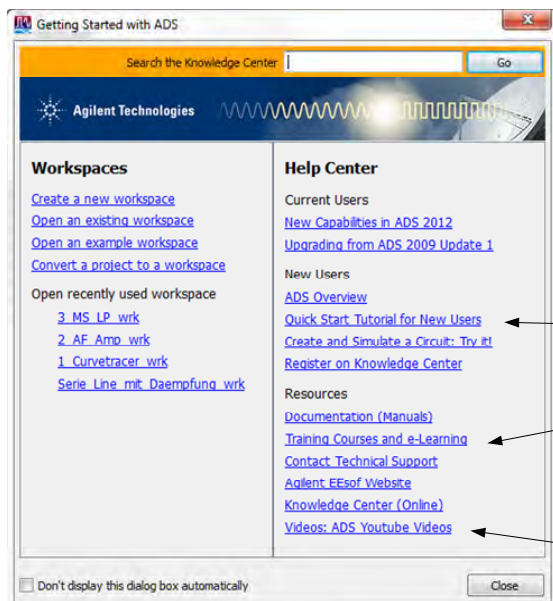 Getting Started with ADS
Search the Knowledge Center
Go
Agilent Technologies
Workspaces
Create a new workspace
Open an existing workspace
Open an example workspace
Convert a project to a workspace
Open recently used workspace
3_MS_LP_wrk
2_AF_Amp_wrk
1_Curvetracer_wrk
Serie_Line_mit_Daempfung_wrk
Help Center
Current Users
New Capabilities in ADS 2012
Upgrading from ADS 2009 Update 1
New Users
ADS Overview
Quick Start Tutorial for New Users
Create and Simulate a Circuit: Try it!
Register on Knowledge Center
Resources
Documentation (Manuals)
Training Courses and e-Learning
Contact Technical Support
Agilent EEsof Website
Knowledge Center (Online)
Videos: ADS Youtube Videos
Don't display this dialog box automatically
Close